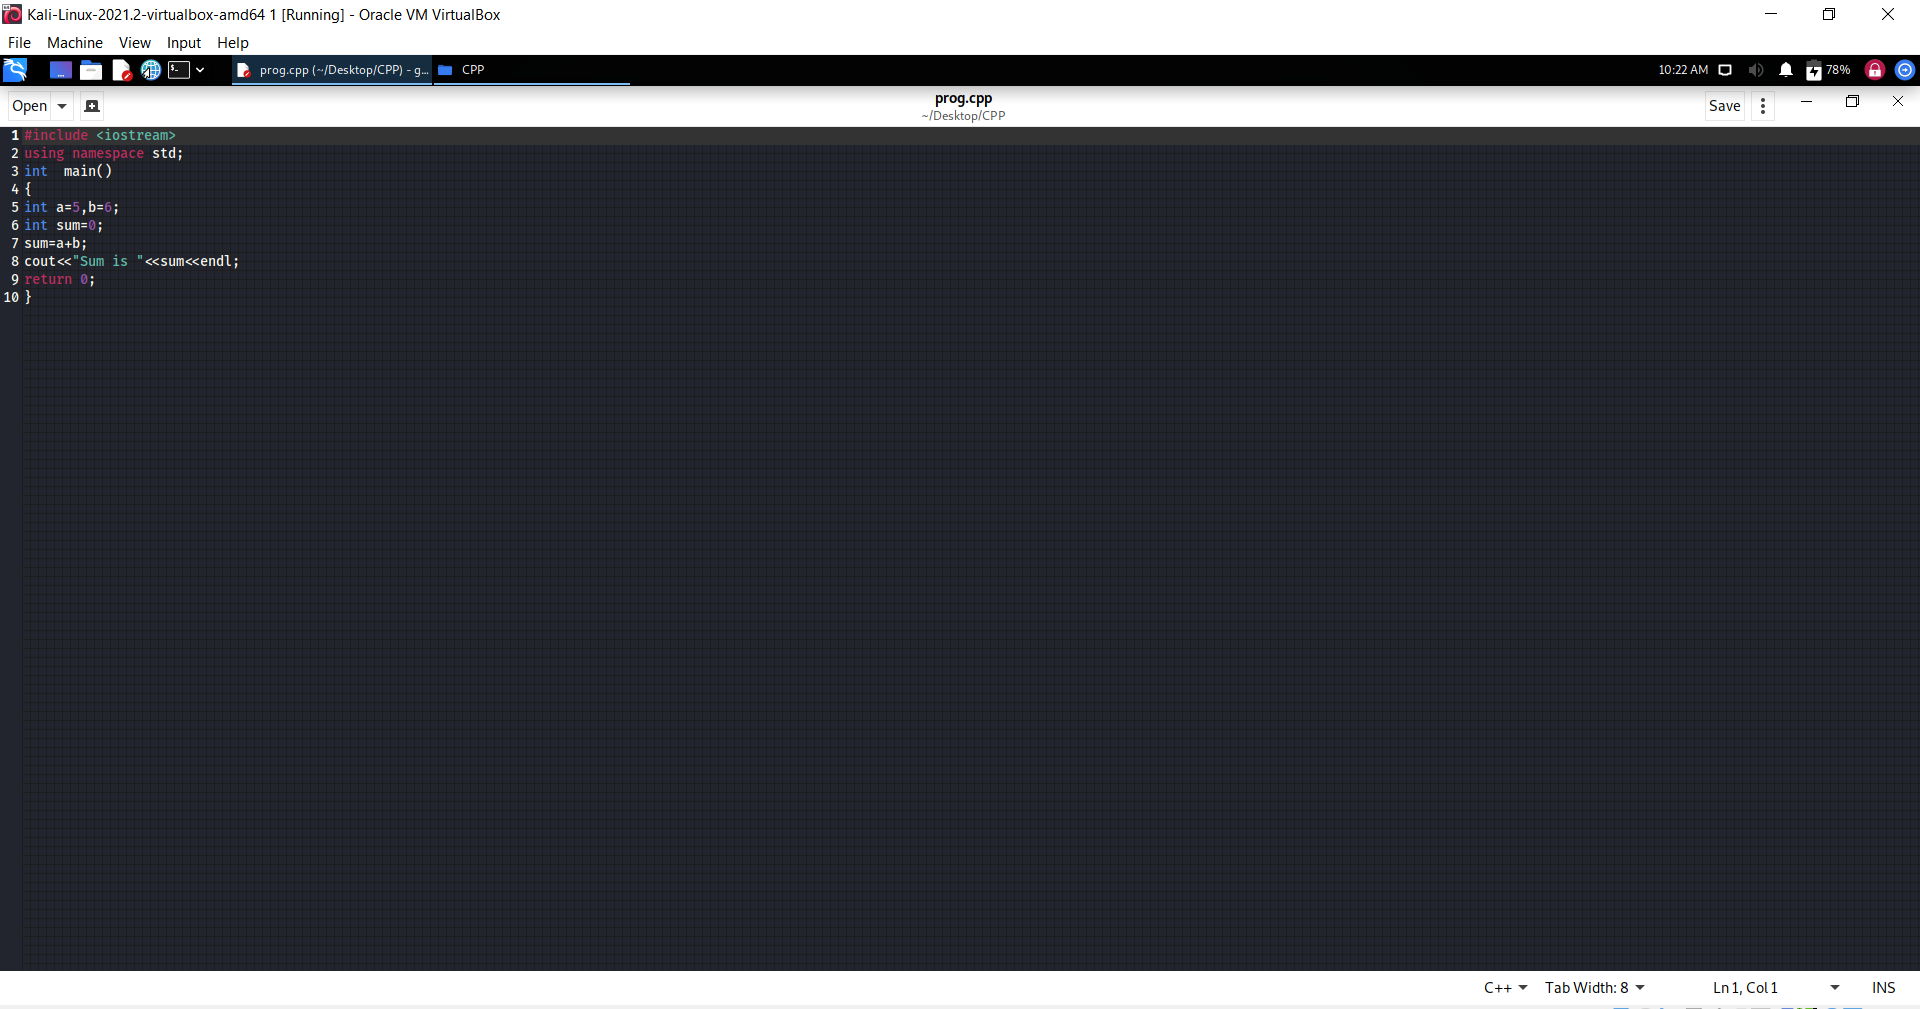 Kali-Linux-2021.2-virtualbox-amd64 1 [Running] - Oracle VM VirtualBox
File Machine View Input Help
prog.cpp (~/Desktop/CPP) - g... CPP 10:22 AM 78%
Open prog.cpp Save
~/Desktop/CPP
1 #include <iostream>
2 using namespace std;
3 int  main()
4 {
5 int a=5,b=6;
6 int sum=0;
7 sum=a+b;
8 cout<<"Sum is "<<sum<<endl;
9 return 0;
10 }
C++ Tab Width: 8 Ln 1, Col 1 INS